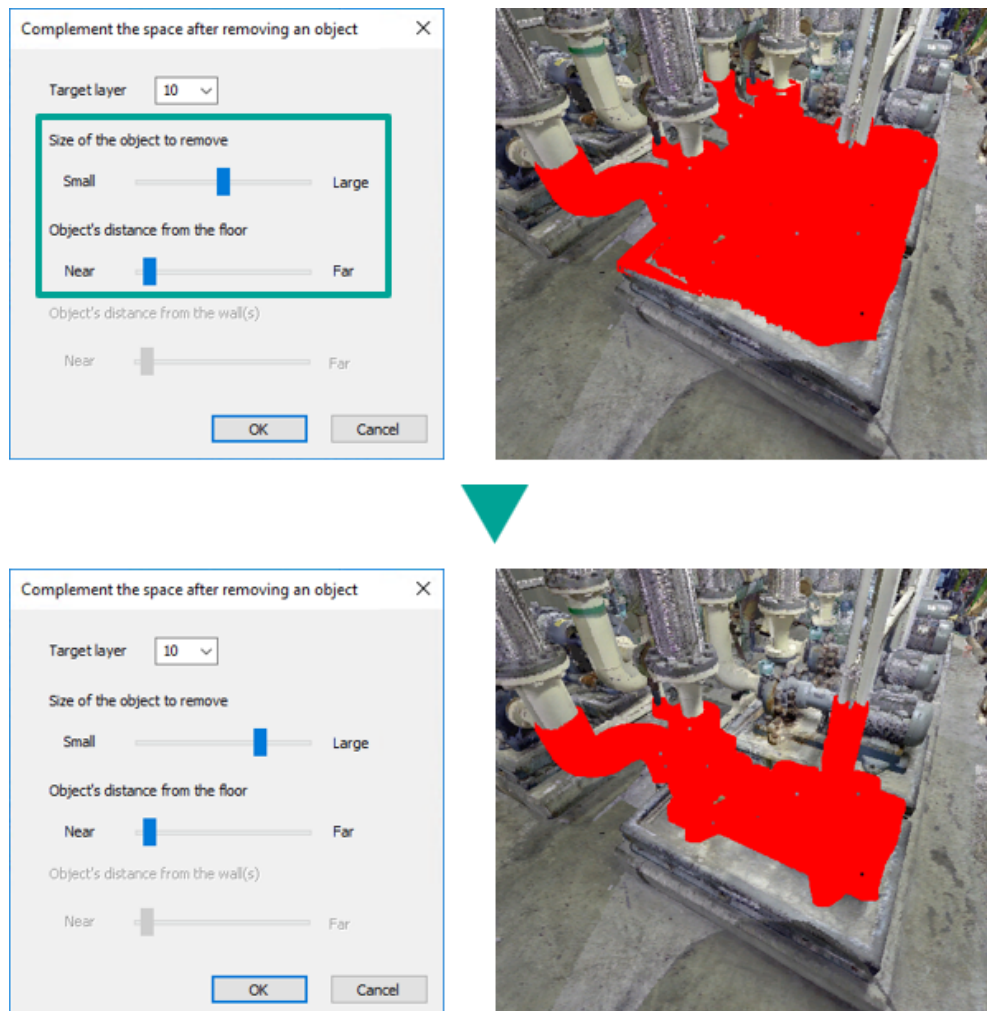 Complement the space after removing an object
Target layer 10
Size of the object to remove
Small Large
Object's distance from the floor
Near Far
Object's distance from the wall(s)
Near Far
OK Cancel
Complement the space after removing an object
Target layer 10
Size of the object to remove
Small Large
Object's distance from the floor
Near Far
Object's distance from the wall(s)
Near Far
OK Cancel